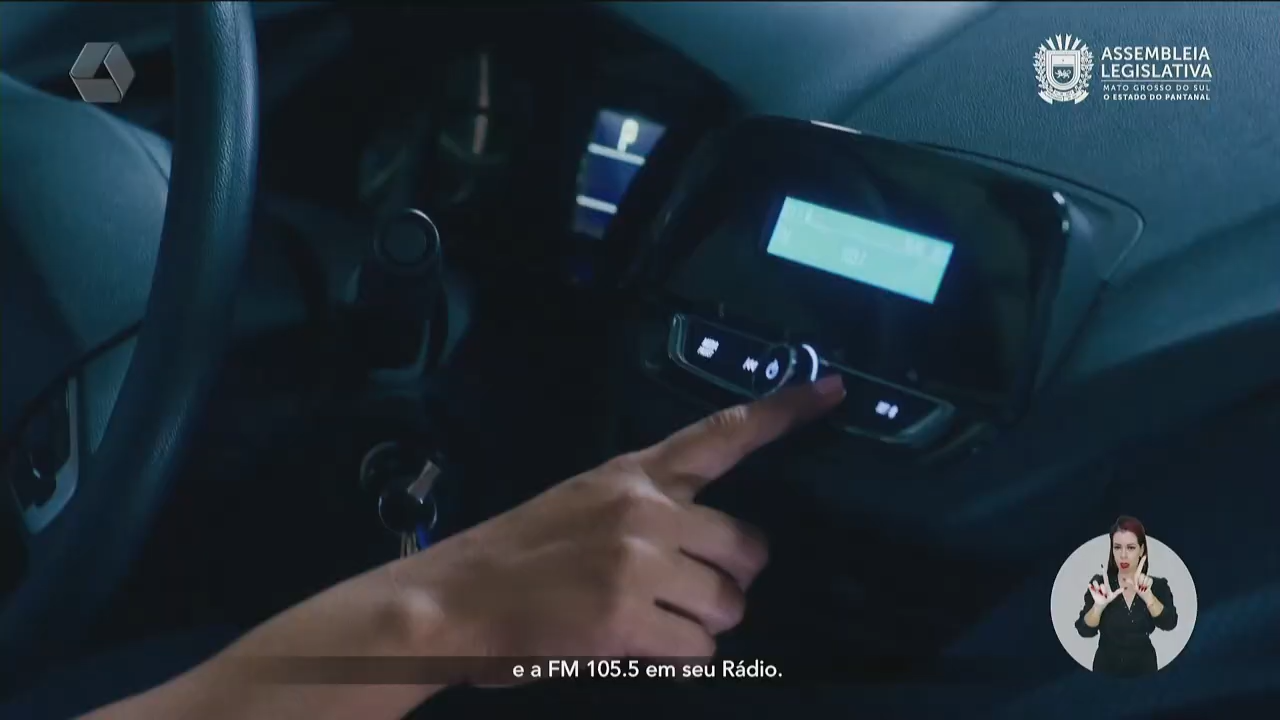 ASSEMBLEIA
LEGISLATIVA
MATO GROSSO DO SUL
O ESTADO DO PANTANAL
P
e a FM 105.5 em seu Rádio.